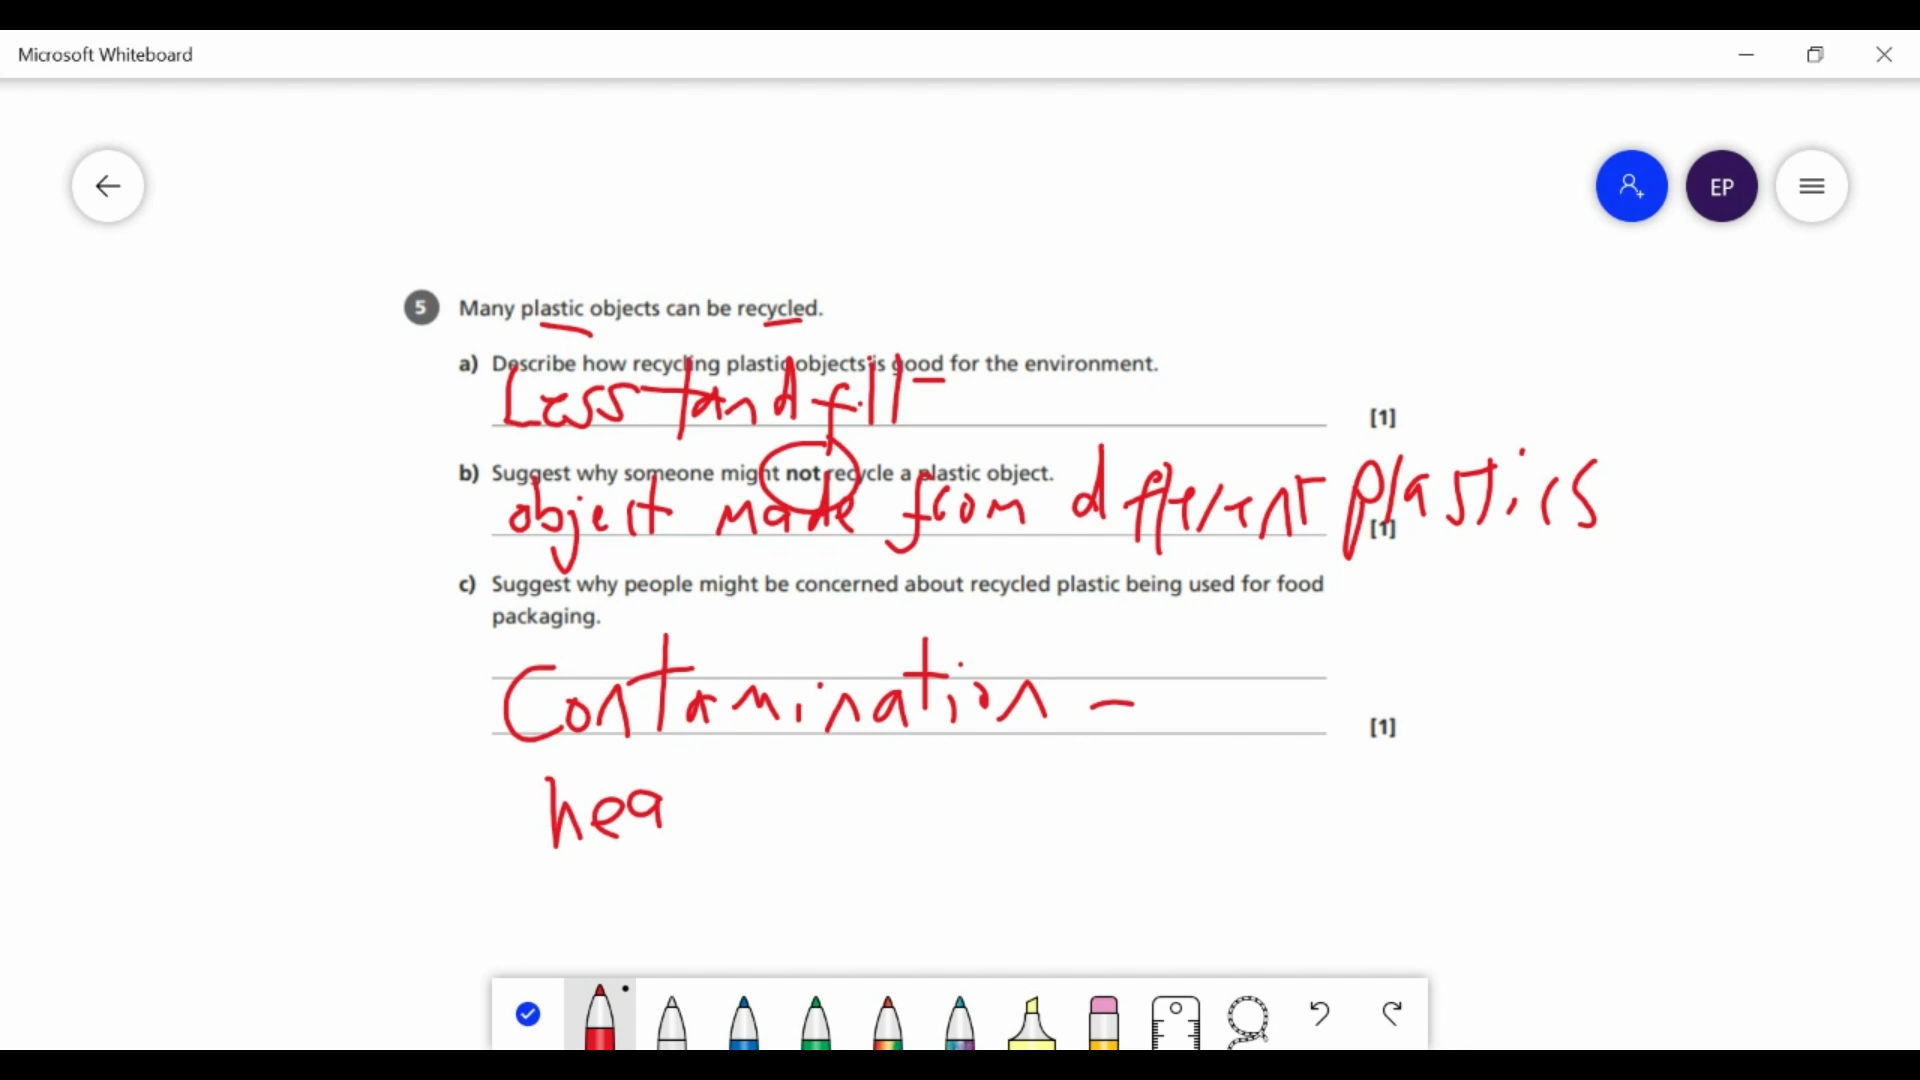 Microsoft Whiteboard
EP
5 Many plastic objects can be recycled.
a) Describe how recycling plastic objects is good for the environment.
Less landfill - [1]
b) Suggest why someone might not recycle a plastic object.
object made from different plastics [1]
c) Suggest why people might be concerned about recycled plastic being used for food
packaging.
Contamination - [1]
hea